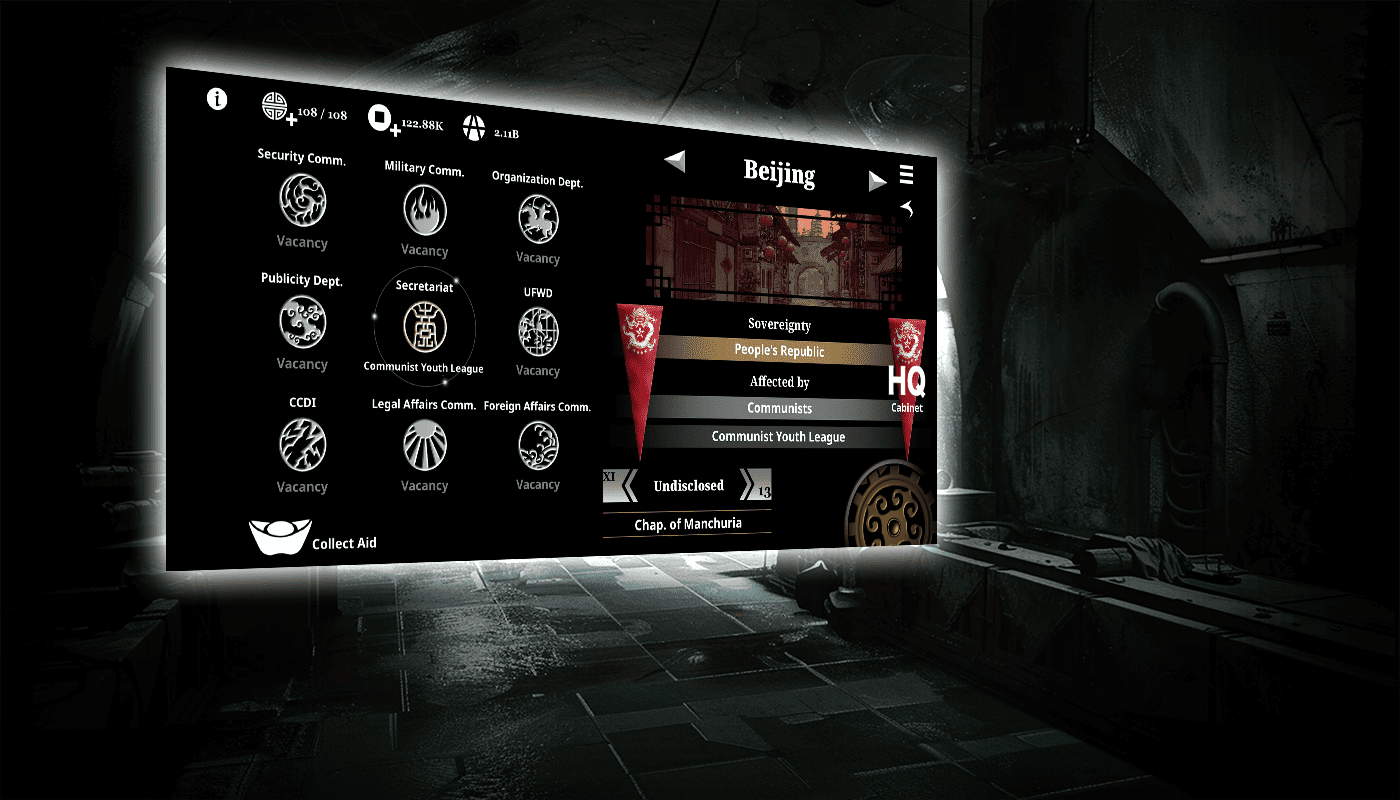 i
108 / 108
122.88K
2.11B
Security Comm.
Military Comm.
Organization Dept.
Vacancy
Vacancy
Vacancy
Publicity Dept.
Secretariat
UFWD
Vacancy
Communist Youth League
Vacancy
CCDI
Legal Affairs Comm.
Foreign Affairs Comm.
Vacancy
Vacancy
Vacancy
Collect Aid
Beijing
Sovereignty
People's Republic
Affected by
Communists
Communist Youth League
HQ
Cabinet
XI
Undisclosed
13
Chap. of Manchuria